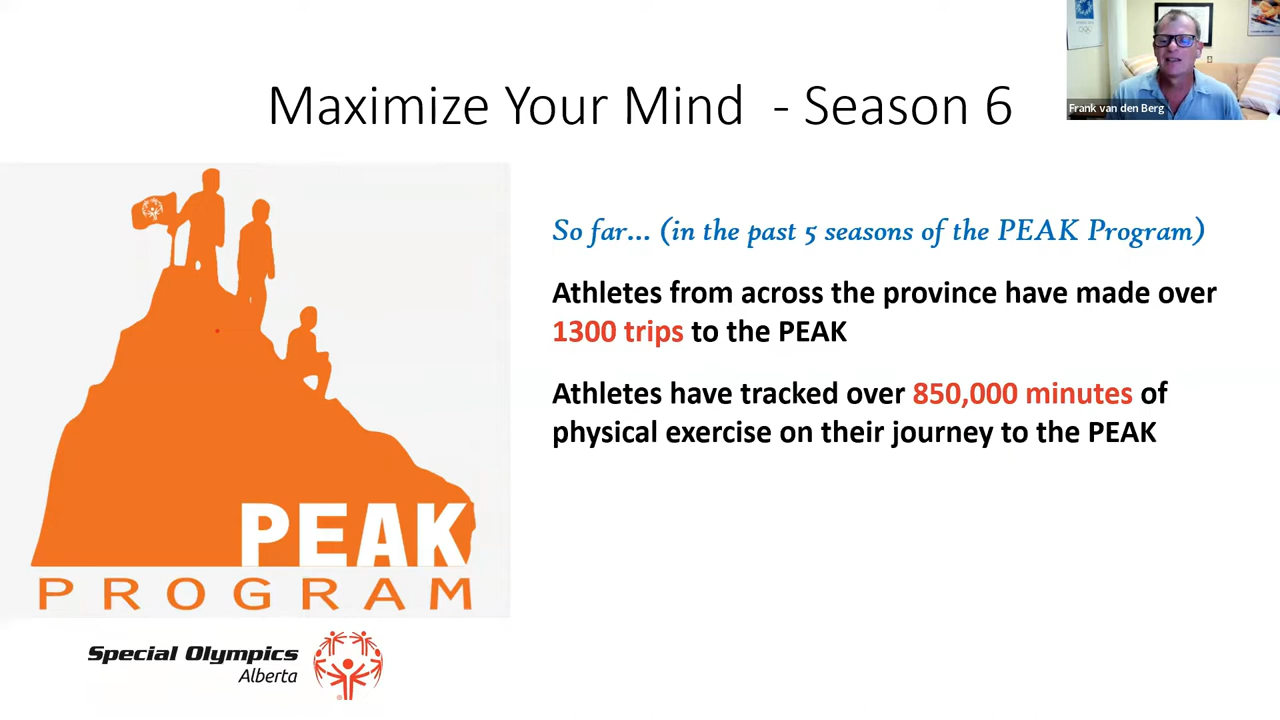 Maximize Your Mind - Season 6
Frank van den Berg
So far... (in the past 5 seasons of the PEAK Program)
Athletes from across the province have made over
1300 trips to the PEAK
Athletes have tracked over 850,000 minutes of
physical exercise on their journey to the PEAK
PEAK
PROGRAM
Special Olympics
Alberta